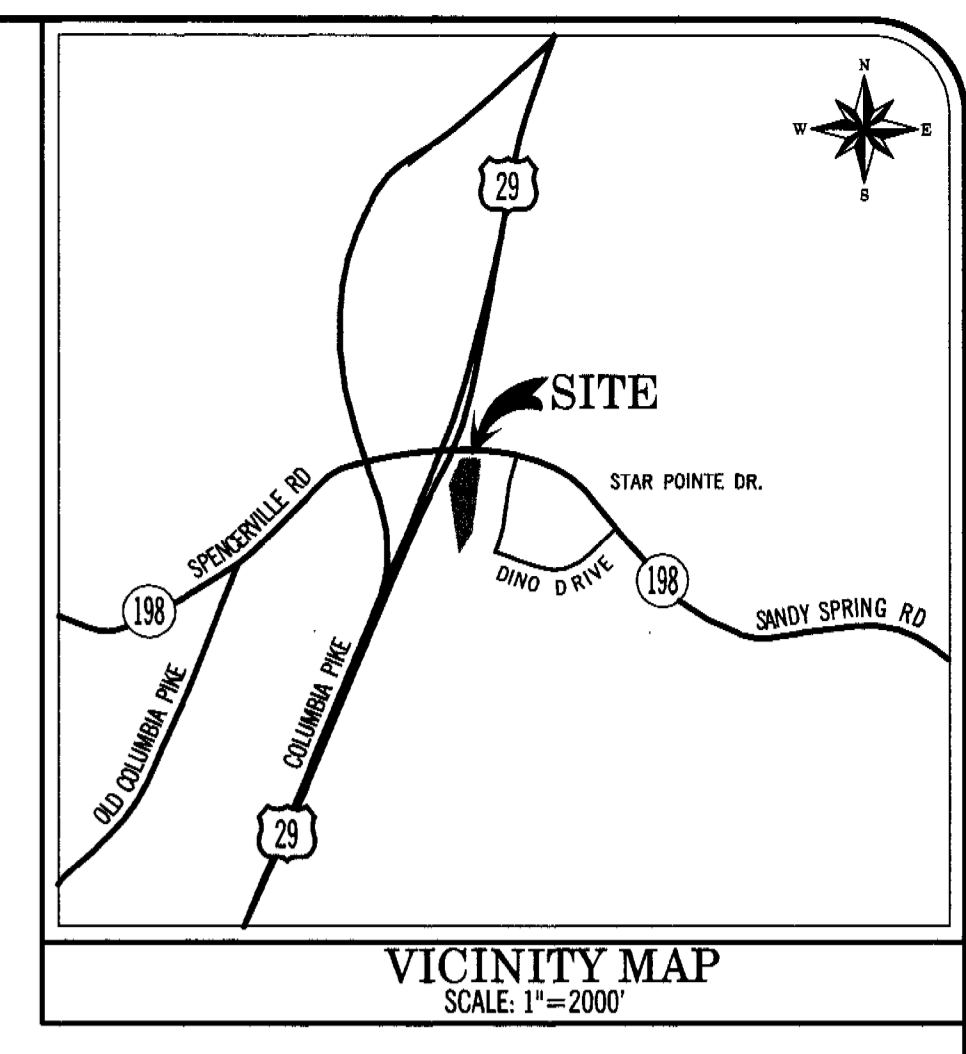 N
W E
S
29
SITE
STAR POINTE DR.
SPENCERVILLE RD
DINO DRIVE
198
198
SANDY SPRING RD
COLUMBIA PIKE
OLD COLUMBIA PIKE
29
VICINITY MAP
SCALE: 1"=2000'